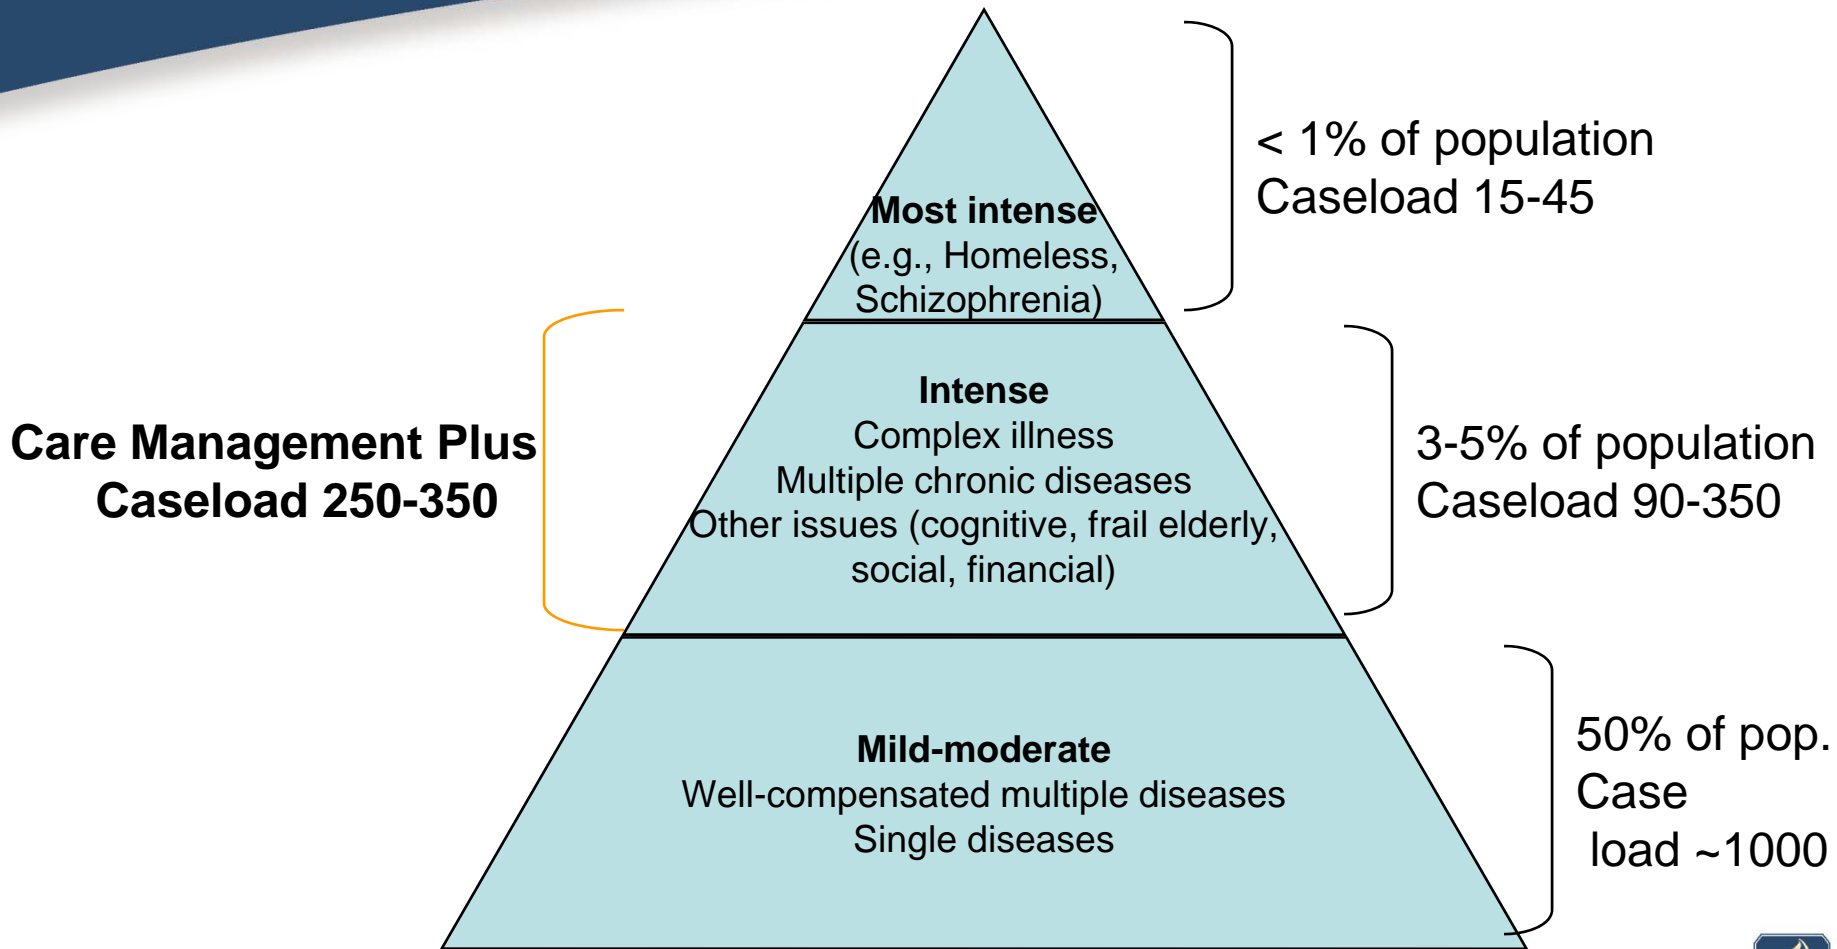 < 1% of population
Caseload 15-45
Most intense
(e.g., Homeless,
Schizophrenia)
Care Management Plus
Caseload 250-350
Intense
Complex illness
Multiple chronic diseases
Other issues (cognitive, frail elderly,
social, financial)
3-5% of population
Caseload 90-350
Mild-moderate
Well-compensated multiple diseases
Single diseases
50% of pop.
Case
load ~1000